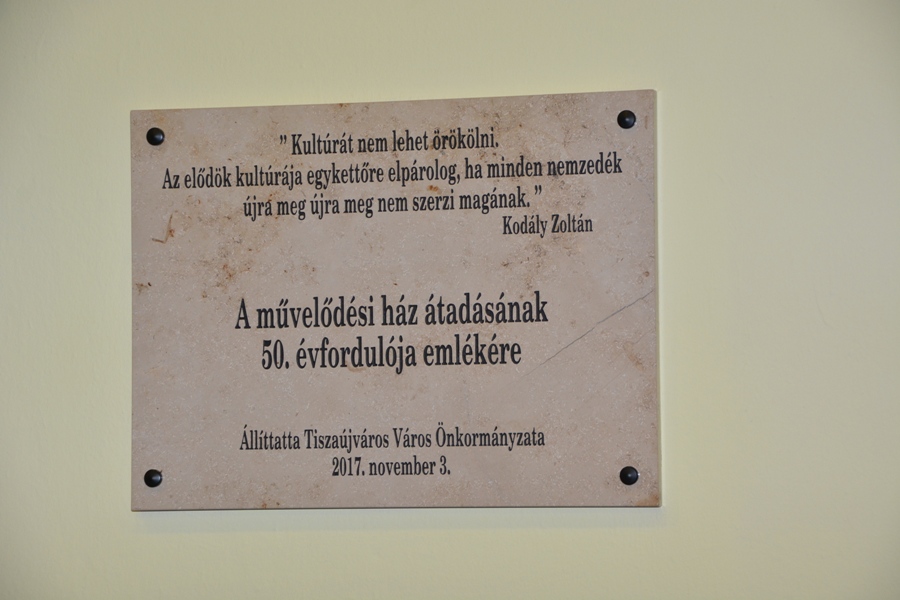 ” Kultúrát nem lehet örökölni.
Az elődök kultúrája egykettőre elpárolog, ha minden nemzedék
újra meg újra meg nem szerzi magának. ”
Kodály Zoltán
A művelődési ház átadásának
50. évfordulója emlékére
Állíttatta Tiszaújváros Város Önkormányzata
2017. november 3.